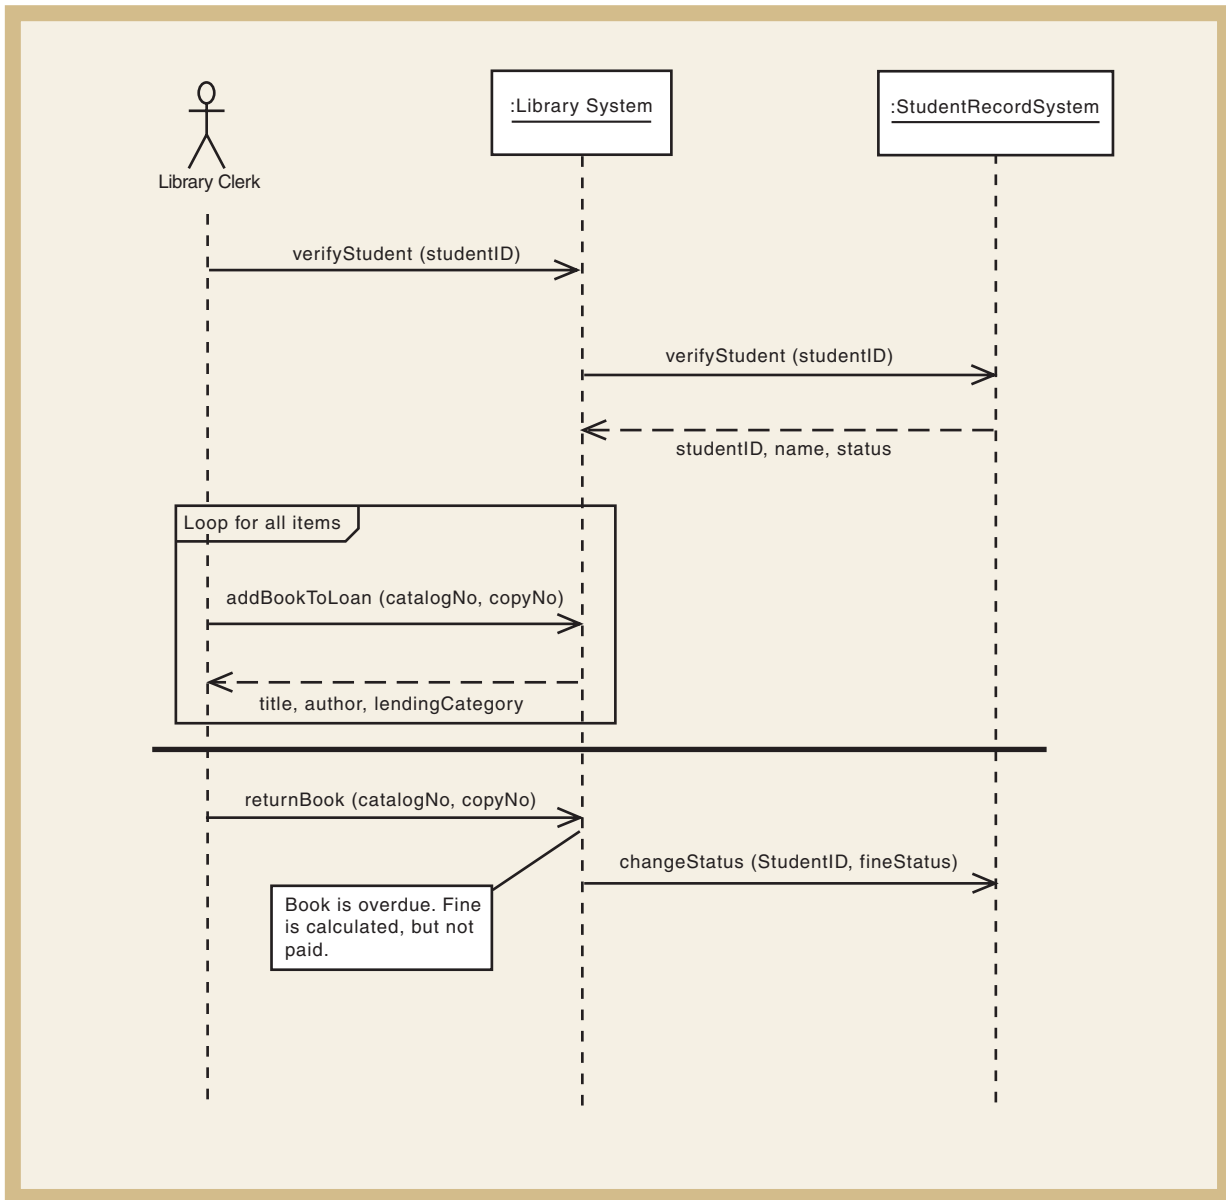 :Library System
:StudentRecordSystem
Library Clerk
verifyStudent (studentID)
verifyStudent (studentID)
studentID, name, status
Loop for all items
addBookToLoan (catalogNo, copyNo)
title, author, lendingCategory
returnBook (catalogNo, copyNo)
changeStatus (StudentID, fineStatus)
Book is overdue. Fine
is calculated, but not
paid.